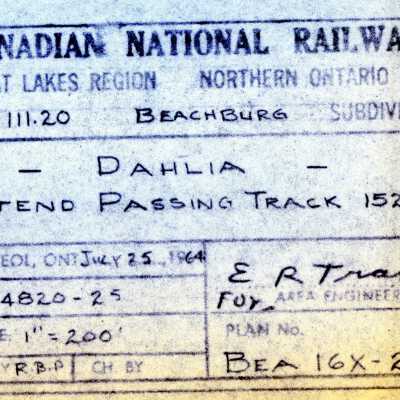 NADIAN NATIONAL RAILWA
T LAKES REGION NORTHERN ONTARIO
111.20 BEACHBURG SUBDIVI
— DAHLIA —
TEND PASSING TRACK 152
EOL, ONT JULY 25, 1964
4820-25
E R Tra
FOR AREA ENGINEER
E 1"=200'
PLAN No.
Y R.B.P CH. BY
BEA 16X-2